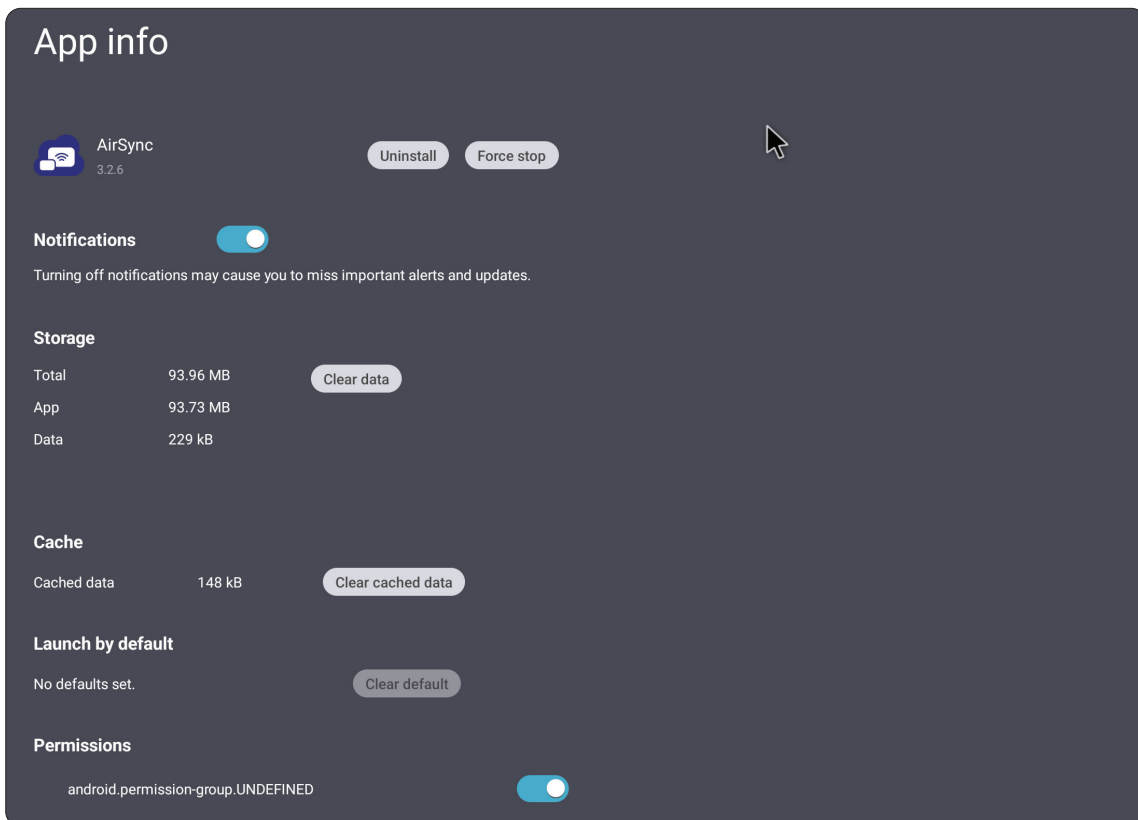 App info
AirSync
3.2.6
Uninstall Force stop
Notifications
Turning off notifications may cause you to miss important alerts and updates.
Storage
Total 93.96 MB Clear data
App 93.73 MB
Data 229 kB
Cache
Cached data 148 kB Clear cached data
Launch by default
No defaults set. Clear default
Permissions
android.permission-group.UNDEFINED